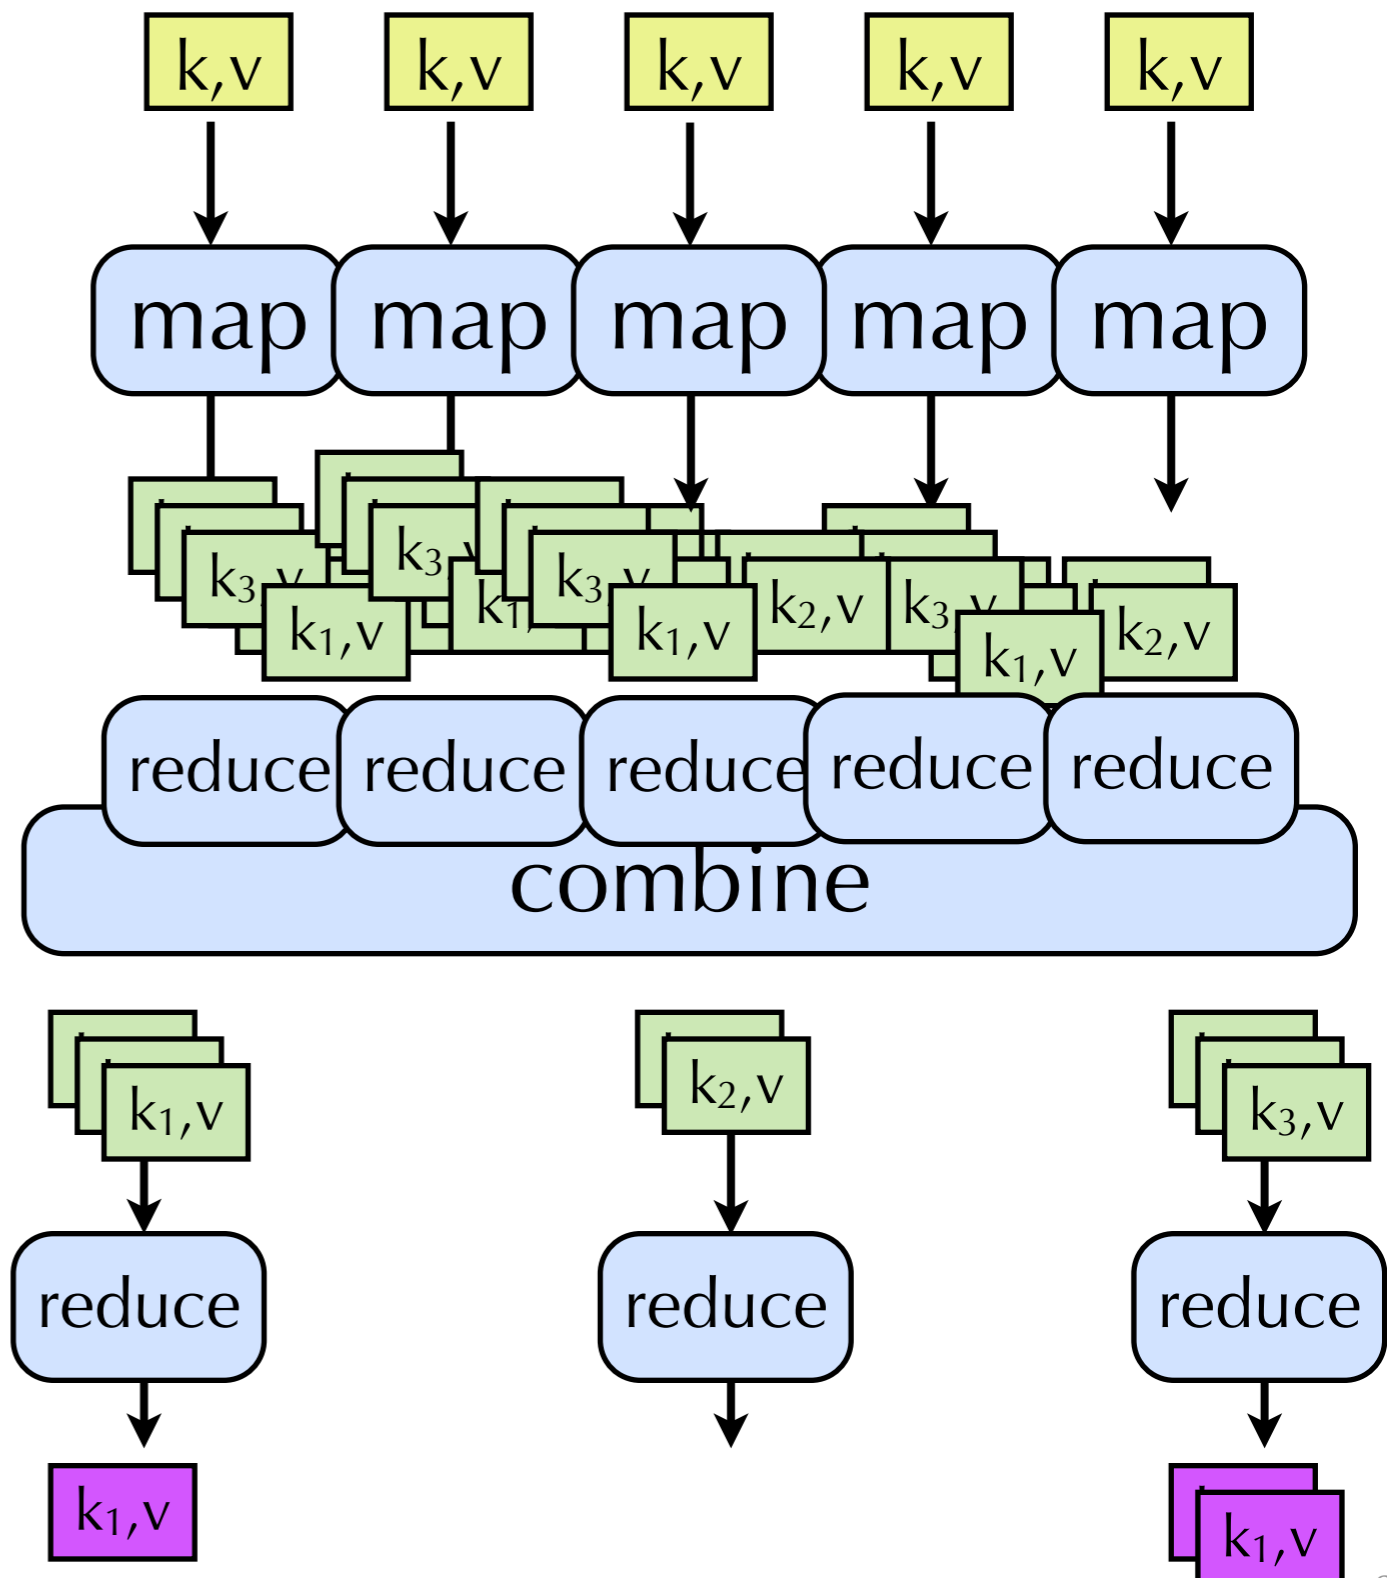 k,v k,v k,v k,v k,v
map map map map map
k3,v k3, k3,v k2,v k3,v k2,v
k1,v k1, k1,v k1,v
reduce reduce reduce reduce reduce
combine
k1,v k2,v k3,v
reduce reduce reduce
k1,v k1,v